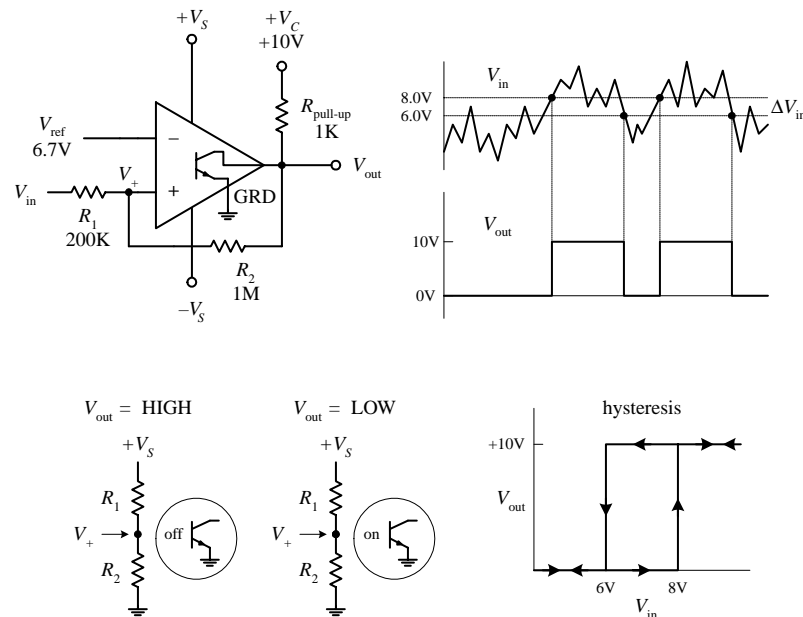 +V_S
+V_C
+10V
R_pull-up
1K
V_ref
6.7V
−
V_+
+
V_in
R_1
200K
GRD
V_out
R_2
1M
−V_S
V_in
8.0V
6.0V
ΔV_in
V_out
10V
0V
V_out = HIGH
+V_S
R_1
V_+
off
R_2
V_out = LOW
+V_S
R_1
V_+
on
R_2
hysteresis
+10V
V_out
6V
8V
V_in